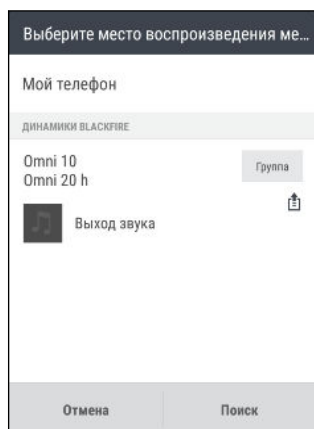 Выберите место воспроизведения ме...
Мой телефон
ДИНАМИКИ BLACKFIRE
Omni 10
Omni 20 h
Группа
Выход звука
Отмена
Поиск